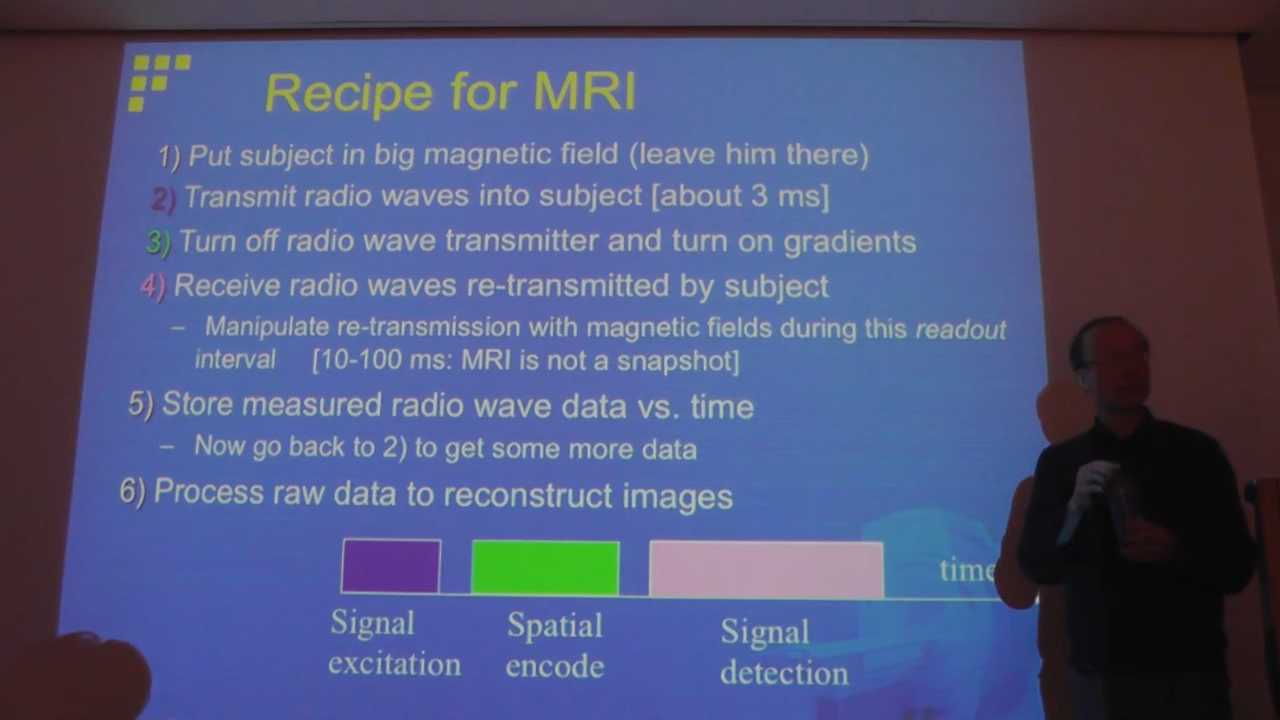 Recipe for MRI
1) Put subject in big magnetic field (leave him there)
2) Transmit radio waves into subject [about 3 ms]
3) Turn off radio wave transmitter and turn on gradients
4) Receive radio waves re-transmitted by subject
– Manipulate re-transmission with magnetic fields during this readout
interval [10-100 ms: MRI is not a snapshot]
5) Store measured radio wave data vs. time
– Now go back to 2) to get some more data
6) Process raw data to reconstruct images
time
Signal
excitation
Spatial
encode
Signal
detection